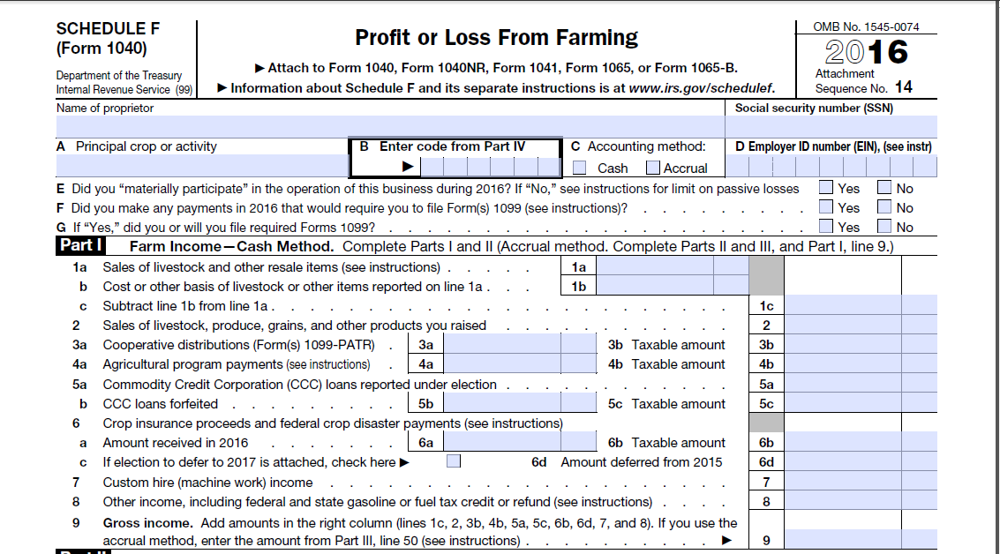 SCHEDULE F
(Form 1040)
Department of the Treasury
Internal Revenue Service (99)
Profit or Loss From Farming
▶ Attach to Form 1040, Form 1040NR, Form 1041, Form 1065, or Form 1065-B.
▶ Information about Schedule F and its separate instructions is at www.irs.gov/schedulef.
OMB No. 1545-0074
2016
Attachment
Sequence No. 14
Name of proprietor
Social security number (SSN)
A Principal crop or activity
B Enter code from Part IV
▶
C Accounting method:
Cash Accrual
D Employer ID number (EIN), (see instr)
E Did you “materially participate” in the operation of this business during 2016? If “No,” see instructions for limit on passive losses Yes No
F Did you make any payments in 2016 that would require you to file Form(s) 1099 (see instructions)? . . . . . . . . . Yes No
G If “Yes,” did you or will you file required Forms 1099? . . . . . . . . . . . . . . . . . . Yes No
Part I Farm Income—Cash Method. Complete Parts I and II (Accrual method. Complete Parts II and III, and Part I, line 9.)
1a Sales of livestock and other resale items (see instructions) . . . . . 1a
b Cost or other basis of livestock or other items reported on line 1a . . . 1b
c Subtract line 1b from line 1a . . . . . . . . . . . . . . . . . . . . 1c
2 Sales of livestock, produce, grains, and other products you raised . . . . . . . . . . 2
3a Cooperative distributions (Form(s) 1099-PATR) . 3a 3b Taxable amount 3b
4a Agricultural program payments (see instructions) . 4a 4b Taxable amount 4b
5a Commodity Credit Corporation (CCC) loans reported under election . . . . . . . . . . 5a
b CCC loans forfeited . . . . . . . . 5b 5c Taxable amount 5c
6 Crop insurance proceeds and federal crop disaster payments (see instructions)
a Amount received in 2016 . . . . . . . 6a 6b Taxable amount 6b
c If election to defer to 2017 is attached, check here ▶ 6d Amount deferred from 2015 6d
7 Custom hire (machine work) income . . . . . . . . . . . . . . . . . 7
8 Other income, including federal and state gasoline or fuel tax credit or refund (see instructions) . . . . 8
9 Gross income. Add amounts in the right column (lines 1c, 2, 3b, 4b, 5a, 5c, 6b, 6d, 7, and 8). If you use the
accrual method, enter the amount from Part III, line 50 (see instructions) . . . . . . . . . ▶ 9